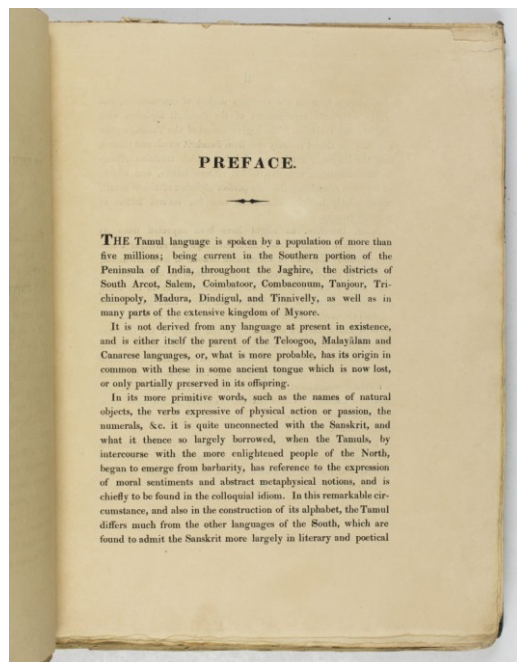 PREFACE.
THE Tamul language is spoken by a population of more than
five millions; being current in the Southern portion of the
Peninsula of India, throughout the Jaghire, the districts of
South Arcot, Salem, Coimbatoor, Combaconum, Tanjour, Tri-
chinopoly, Madura, Dindigul, and Tinnivelly, as well as in
many parts of the extensive kingdom of Mysore.
It is not derived from any language at present in existence,
and is either itself the parent of the Teloogoo, Malayālam and
Canarese languages, or, what is more probable, has its origin in
common with these in some ancient tongue which is now lost,
or only partially preserved in its offspring.
In its more primitive words, such as the names of natural
objects, the verbs expressive of physical action or passion, the
numerals, &c. it is quite unconnected with the Sanskrit, and
what it thence so largely borrowed, when the Tamuls, by
intercourse with the more enlightened people of the North,
began to emerge from barbarity, has reference to the expression
of moral sentiments and abstract metaphysical notions, and is
chiefly to be found in the colloquial idiom. In this remarkable cir-
cumstance, and also in the construction of its alphabet, the Tamul
differs much from the other languages of the South, which are
found to admit the Sanskrit more largely in literary and poetical